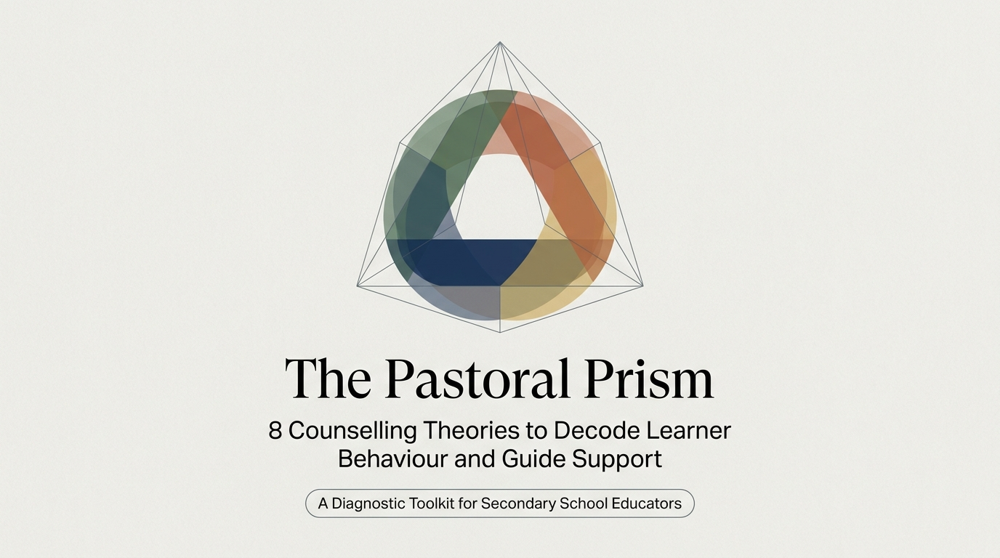 The Pastoral Prism
8 Counselling Theories to Decode Learner
Behaviour and Guide Support
A Diagnostic Toolkit for Secondary School Educators